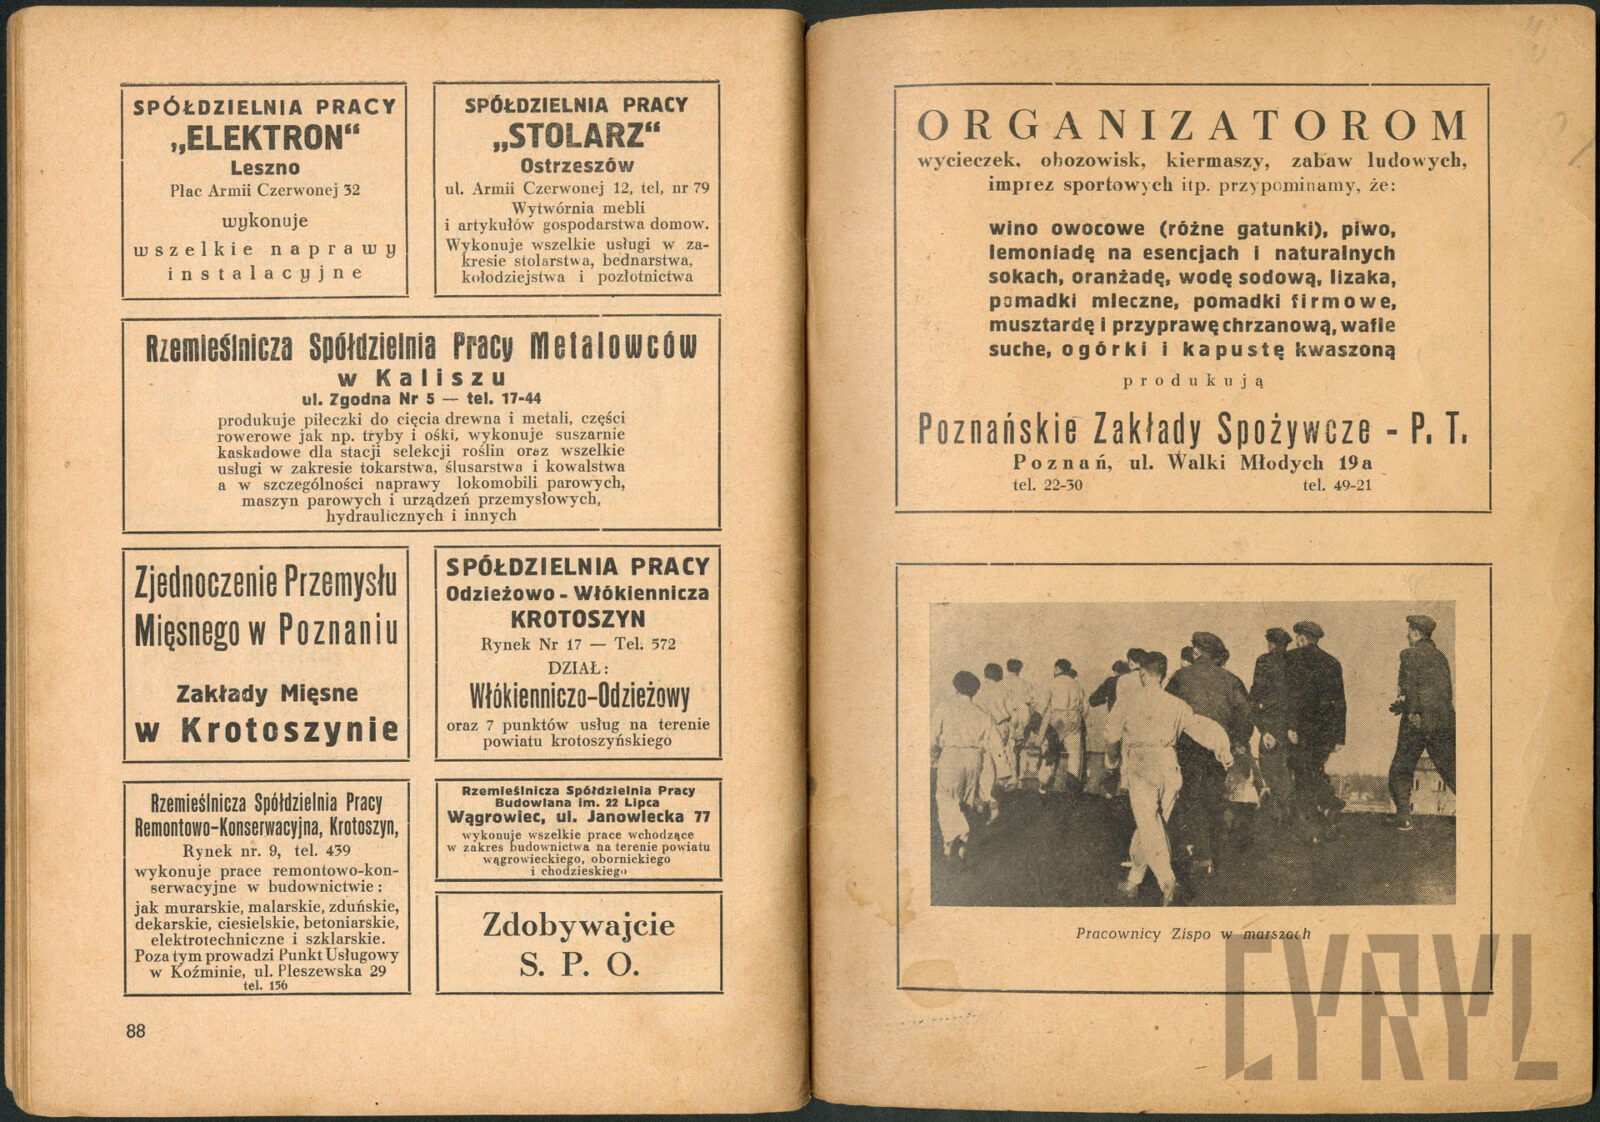 SPÓŁDZIELNIA PRACY
„ELEKTRON“
Leszno
Plac Armii Czerwonej 32
wykonuje
wszelkie naprawy
instalacyjne
SPÓŁDZIELNIA PRACY
„STOLARZ“
Ostrzeszów
ul. Armii Czerwonej 12, tel, nr 79
Wytwórnia mebli
i artykułów gospodarstwa domow.
Wykonuje wszelkie usługi w za-
kresie stolarstwa, bednarstwa,
kołodziejstwa i pozłotnictwa
Rzemieślnicza Spółdzielnia Pracy Metalowców
w Kaliszu
ul. Zgodna Nr 5 — tel. 17-44
produkuje piłeczki do cięcia drewna i metali, części
rowerowe jak np. tryby i ośki, wykonuje suszarnie
kaskadowe dla stacji selekcji roślin oraz wszelkie
usługi w zakresie tokarstwa, ślusarstwa i kowalstwa
a w szczególności naprawy lokomobili parowych,
maszyn parowych i urządzeń przemysłowych,
hydraulicznych i innych
Zjednoczenie Przemysłu
Mięsnego w Poznaniu
Zakłady Mięsne
w Krotoszynie
SPÓŁDZIELNIA PRACY
Odzieżowo - Włókiennicza
KROTOSZYN
Rynek Nr 17 — Tel. 572
DZIAŁ:
Włókienniczo-Odzieżowy
oraz 7 punktów usług na terenie
powiatu krotoszyńskiego
Rzemieślnicza Spółdzielnia Pracy
Remontowo-Konserwacyjna, Krotoszyn,
Rynek nr. 9, tel. 439
wykonuje prace remontowo-kon-
serwacyjne w budownictwie:
jak murarskie, malarskie, zduńskie,
dekarskie, ciesielskie, betoniarskie,
elektrotechniczne i szklarskie.
Poza tym prowadzi Punkt Usługowy
w Koźminie, ul. Pleszewska 29
tel. 156
Rzemieślnicza Spółdzielnia Pracy
Budowlana im. 22 Lipca
Wągrowiec, ul. Janowiecka 77
wykonuje wszelkie prace wchodzące
w zakres budownictwa na terenie powiatu
wągrowieckiego, obornickiego
i chodzieskiego
Zdobywajcie
S. P. O.
88
ORGANIZATOROM
wycieczek, obozowisk, kiermaszy, zabaw ludowych,
imprez sportowych itp. przypominamy, że:
wino owocowe (różne gatunki), piwo,
lemoniadę na esencjach i naturalnych
sokach, oranżadę, wodę sodową, lizaka,
pomadki mleczne, pomadki firmowe,
musztardę i przyprawę chrzanową, wafle
suche, ogórki i kapustę kwaszoną
produkują
Poznańskie Zakłady Spożywcze - P. T.
Poznań, ul. Walki Młodych 19a
tel. 22-30 tel. 49-21
Pracownicy Zispo w marszach
CYRYL